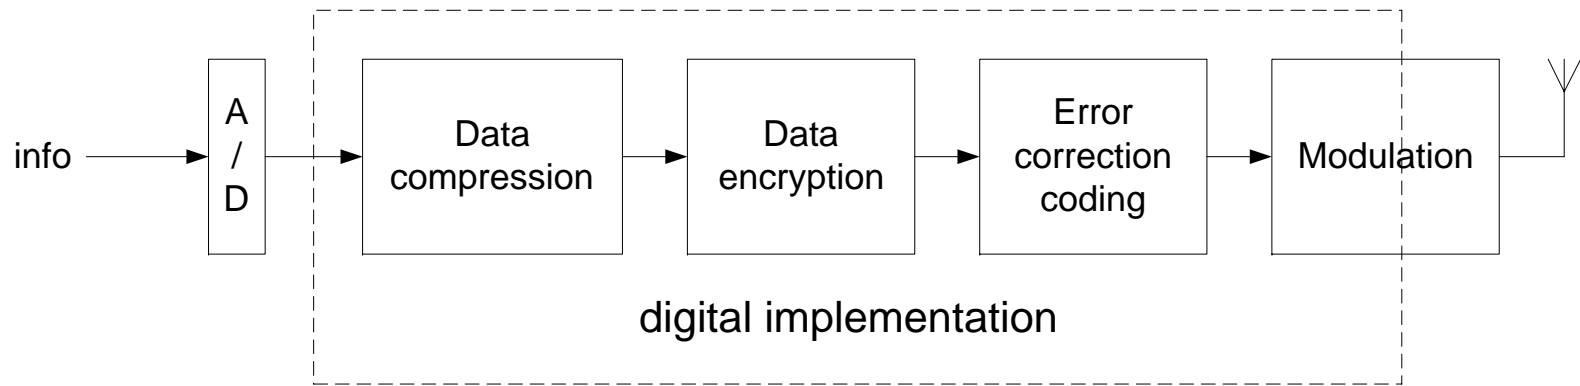 info
A
/
D
Data
compression
Data
encryption
Error
correction
coding
Modulation
digital implementation